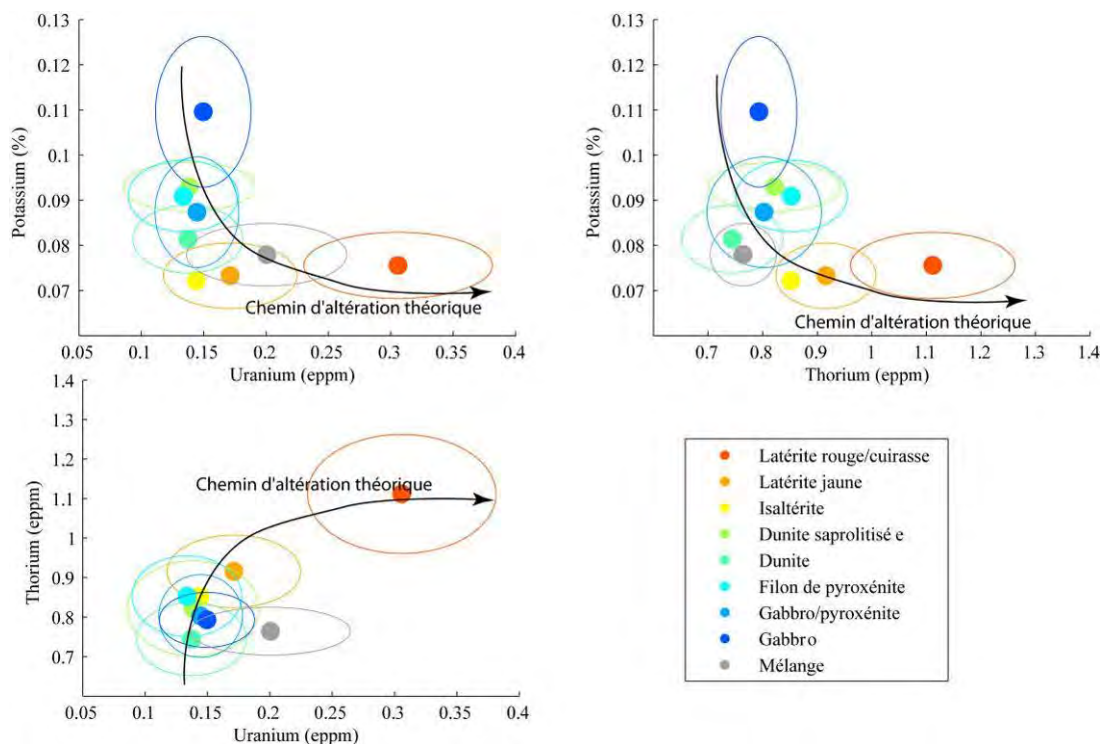 0.13
0.12
0.11
0.1
0.09
0.08
0.07
Potassium (%)
Chemin d'altération théorique
0.05 0.1 0.15 0.2 0.25 0.3 0.35 0.4
Uranium (eppm)
0.13
0.12
0.11
0.1
0.09
0.08
0.07
Potassium (%)
Chemin d'altération théorique
0.7 0.8 0.9 1 1.1 1.2 1.3 1.4
Thorium (eppm)
1.4
1.3
1.2
1.1
1
0.9
0.8
0.7
Thorium (eppm)
Chemin d'altération théorique
0.05 0.1 0.15 0.2 0.25 0.3 0.35 0.4
Uranium (eppm)
Latérite rouge/cuirasse
Latérite jaune
Isaltérite
Dunite saprolitisé e
Dunite
Filon de pyroxénite
Gabbro/pyroxénite
Gabbro
Mélange